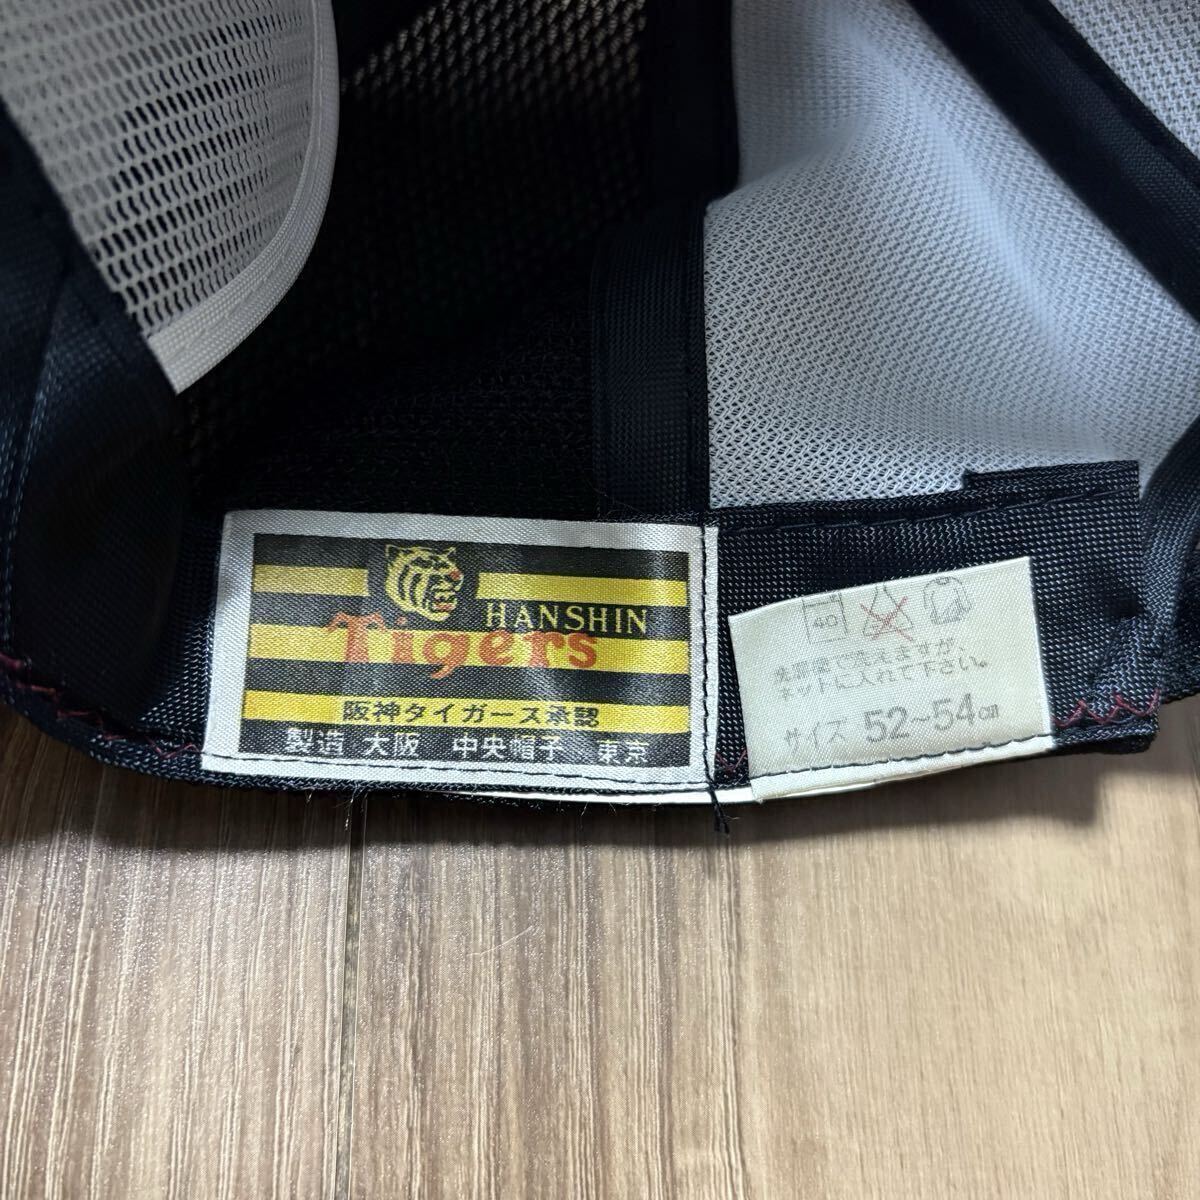 HANSHIN
Tigers
阪神タイガース承認
製造 大阪 中央帽子 東京
40
洗濯機で洗えますが、
ネットに入れて下さい。
サイズ 52~54㎝